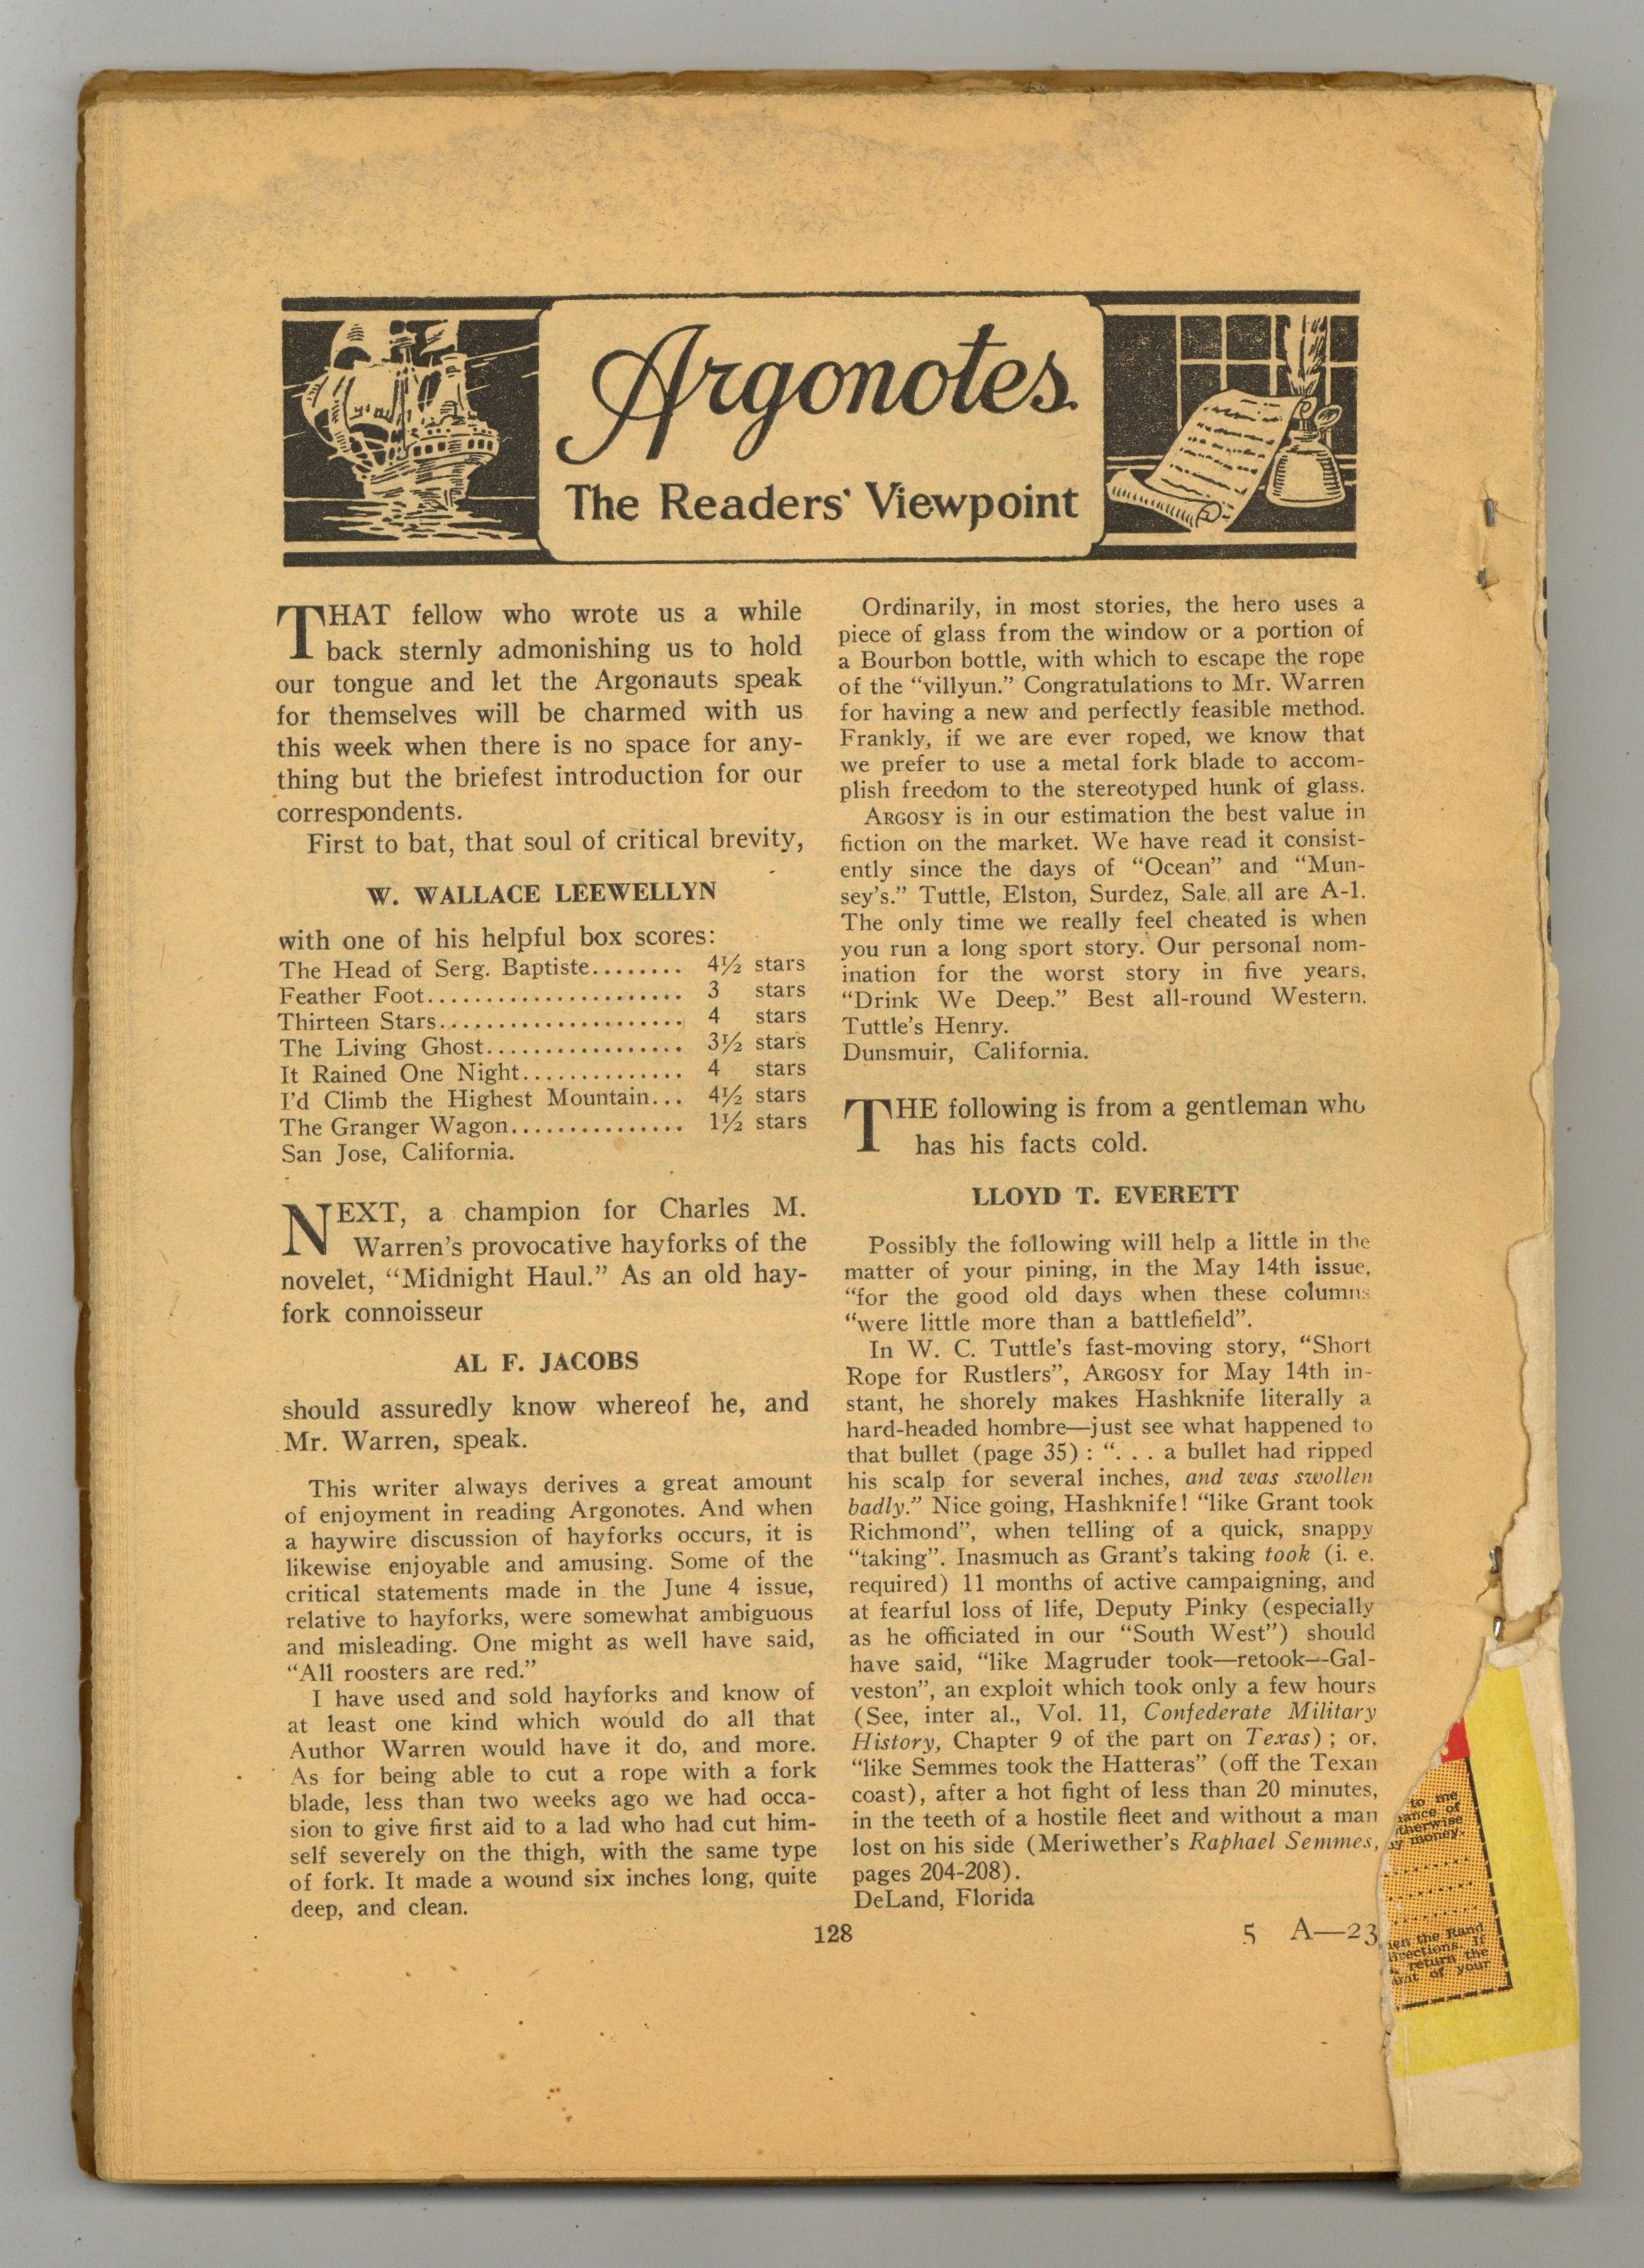 Argonotes.
The Readers' Viewpoint
THAT fellow who wrote us a while
back sternly admonishing us to hold
our tongue and let the Argonauts speak
for themselves will be charmed with us
this week when there is no space for any-
thing but the briefest introduction for our
correspondents.
First to bat, that soul of critical brevity,
W. WALLACE LEEWELLYN
with one of his helpful box scores:
The Head of Serg. Baptiste........ 4½ stars
Feather Foot....................... 3 stars
Thirteen Stars...................... 4 stars
The Living Ghost.................. 3½ stars
It Rained One Night.............. 4 stars
I'd Climb the Highest Mountain... 4½ stars
The Granger Wagon................ 1½ stars
San Jose, California.
NEXT, a champion for Charles M.
Warren's provocative hayforks of the
novelet, "Midnight Haul." As an old hay-
fork connoisseur
AL F. JACOBS
should assuredly know whereof he, and
Mr. Warren, speak.
This writer always derives a great amount
of enjoyment in reading Argonotes. And when
a haywire discussion of hayforks occurs, it is
likewise enjoyable and amusing. Some of the
critical statements made in the June 4 issue,
relative to hayforks, were somewhat ambiguous
and misleading. One might as well have said,
"All roosters are red."
I have used and sold hayforks and know of
at least one kind which would do all that
Author Warren would have it do, and more.
As for being able to cut a rope with a fork
blade, less than two weeks ago we had occa-
sion to give first aid to a lad who had cut him-
self severely on the thigh, with the same type
of fork. It made a wound six inches long, quite
deep, and clean.
Ordinarily, in most stories, the hero uses a
piece of glass from the window or a portion of
a Bourbon bottle, with which to escape the rope
of the "villyun." Congratulations to Mr. Warren
for having a new and perfectly feasible method.
Frankly, if we are ever roped, we know that
we prefer to use a metal fork blade to accom-
plish freedom to the stereotyped hunk of glass.
ARGOSY is in our estimation the best value in
fiction on the market. We have read it consist-
ently since the days of "Ocean" and "Mun-
sey's." Tuttle, Elston, Surdez, Sale, all are A-1.
The only time we really feel cheated is when
you run a long sport story. Our personal nom-
ination for the worst story in five years,
"Drink We Deep." Best all-round Western,
Tuttle's Henry.
Dunsmuir, California.
THE following is from a gentleman who
has his facts cold.
LLOYD T. EVERETT
Possibly the following will help a little in the
matter of your pining, in the May 14th issue,
"for the good old days when these columns
"were little more than a battlefield".
In W. C. Tuttle's fast-moving story, "Short
Rope for Rustlers", ARGOSY for May 14th in-
stant, he shorely makes Hashknife literally a
hard-headed hombre—just see what happened to
that bullet (page 35): ". . . a bullet had ripped
his scalp for several inches, and was swollen
badly." Nice going, Hashknife! "like Grant took
Richmond", when telling of a quick, snappy
"taking". Inasmuch as Grant's taking took (i. e.
required) 11 months of active campaigning, and
at fearful loss of life, Deputy Pinky (especially
as he officiated in our "South West") should
have said, "like Magruder took—retook—Gal-
veston", an exploit which took only a few hours
(See, inter al., Vol. 11, Confederate Military
History, Chapter 9 of the part on Texas); or,
"like Semmes took the Hatteras" (off the Texan
coast), after a hot fight of less than 20 minutes,
in the teeth of a hostile fleet and without a man
lost on his side (Meriwether's Raphael Semmes,
pages 204-208).
DeLand, Florida
128
5 A—23
to me
of
money.
the Rand
If
return the
of your